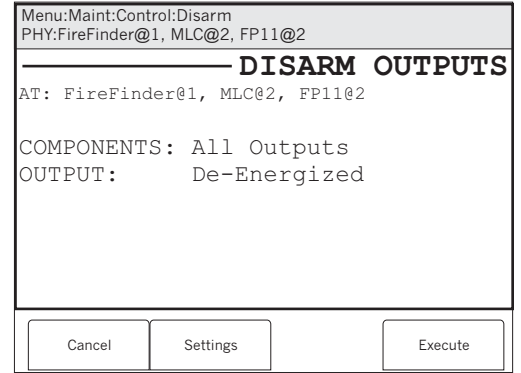 Menu:Maint:Control:Disarm
PHY:FireFinder@1, MLC@2, FP11@2
DISARM OUTPUTS
AT: FireFinder@1, MLC@2, FP11@2
COMPONENTS: All Outputs
OUTPUT: De-Energized
Cancel Settings Execute